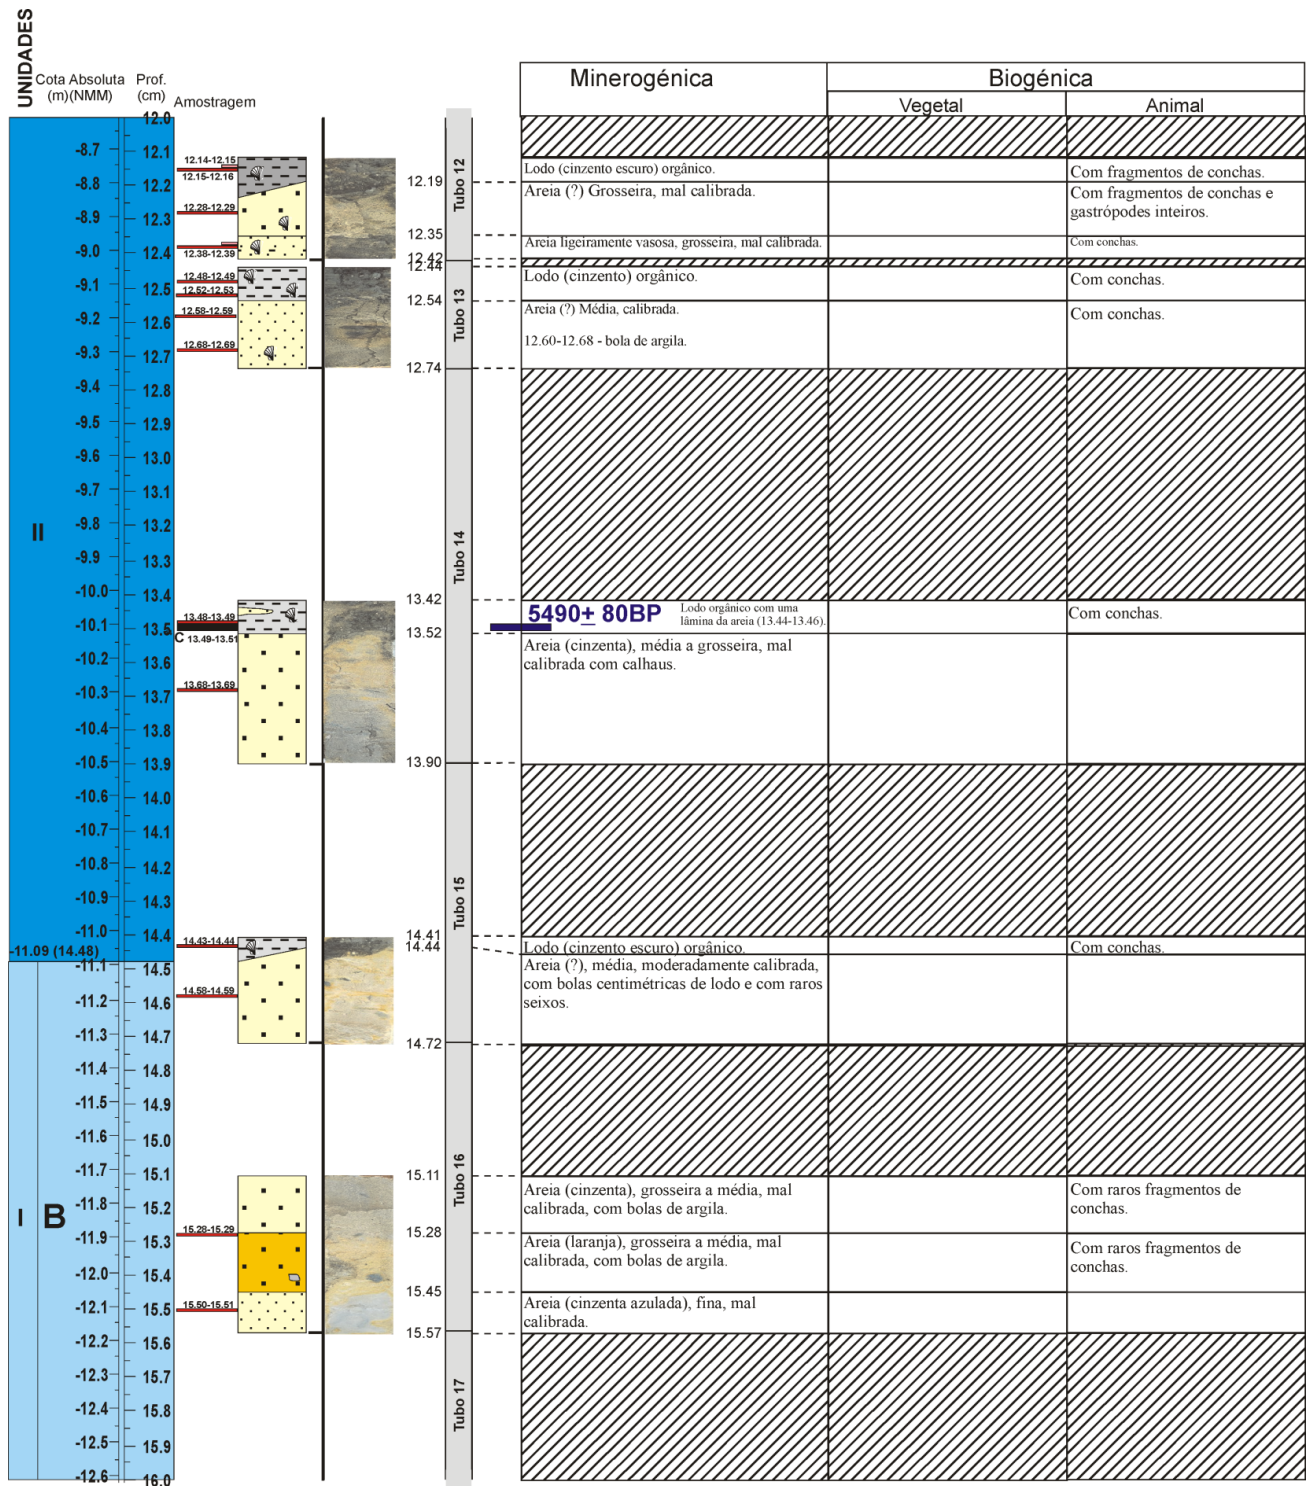 UNIDADES
Cota Absoluta
(m)(NMM)
Prof.
(cm)
Amostragem
Minerogénica
Biogénica
Vegetal
Animal
12.0
-8.7
12.1
-8.8
12.2
-8.9
12.3
-9.0
12.4
-9.1
12.5
-9.2
12.6
-9.3
12.7
-9.4
12.8
-9.5
12.9
-9.6
13.0
-9.7
13.1
-9.8
13.2
-9.9
13.3
-10.0
13.4
-10.1
13.5
-10.2
13.6
-10.3
13.7
-10.4
13.8
-10.5
13.9
-10.6
14.0
-10.7
14.1
-10.8
14.2
-10.9
14.3
-11.0
14.4
-11.09 (14.48)
-11.1
14.5
-11.2
14.6
-11.3
14.7
-11.4
14.8
-11.5
14.9
-11.6
15.0
-11.7
15.1
-11.8
15.2
-11.9
15.3
-12.0
15.4
-12.1
15.5
-12.2
15.6
-12.3
15.7
-12.4
15.8
-12.5
15.9
-12.6
16.0
II
I
B
12.14-12.15
12.15-12.16
12.28-12.29
12.38-12.39
12.48-12.49
12.52-12.53
12.58-12.59
12.68-12.69
13.48-13.49
C 13.49-13.51
13.68-13.69
14.43-14.44
14.58-14.59
15.28-15.29
15.50-15.51
12.19
12.35
12.42
12.44
12.54
12.74
13.42
13.52
13.90
14.41
14.44
14.72
15.11
15.28
15.45
15.57
Tubo 12
Tubo 13
Tubo 14
Tubo 15
Tubo 16
Tubo 17
Lodo (cinzento escuro) orgânico.
Com fragmentos de conchas.
Areia (?) Grosseira, mal calibrada.
Com fragmentos de conchas e
gastrópodes inteiros.
Areia ligeiramente vasosa, grosseira, mal calibrada.
Com conchas.
Lodo (cinzento) orgânico.
Com conchas.
Areia (?) Média, calibrada.
12.60-12.68 - bola de argila.
Com conchas.
5490± 80BP
Lodo orgânico com uma
lâmina da areia (13.44-13.46).
Com conchas.
Areia (cinzenta), média a grosseira, mal
calibrada com calhaus.
Lodo (cinzento escuro) orgânico.
Com conchas.
Areia (?), média, moderadamente calibrada,
com bolas centimétricas de lodo e com raros
seixos.
Areia (cinzenta), grosseira a média, mal
calibrada, com bolas de argila.
Com raros fragmentos de
conchas.
Areia (laranja), grosseira a média, mal
calibrada, com bolas de argila.
Com raros fragmentos de
conchas.
Areia (cinzenta azulada), fina, mal
calibrada.